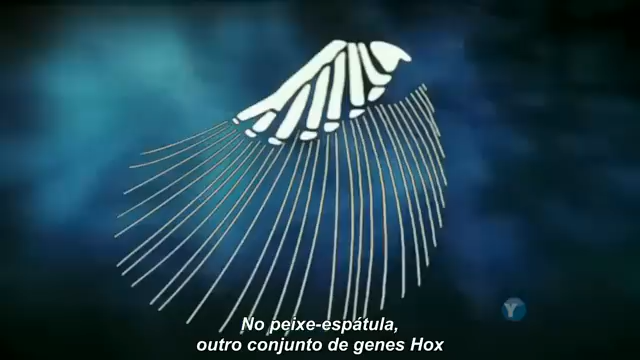 No peixe-espátula,
outro conjunto de genes Hox